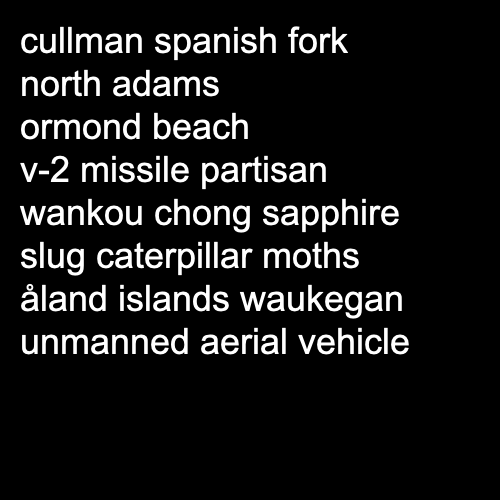 cullman spanish fork
north adams
ormond beach
v-2 missile partisan
wankou chong sapphire
slug caterpillar moths
åland islands waukegan
unmanned aerial vehicle